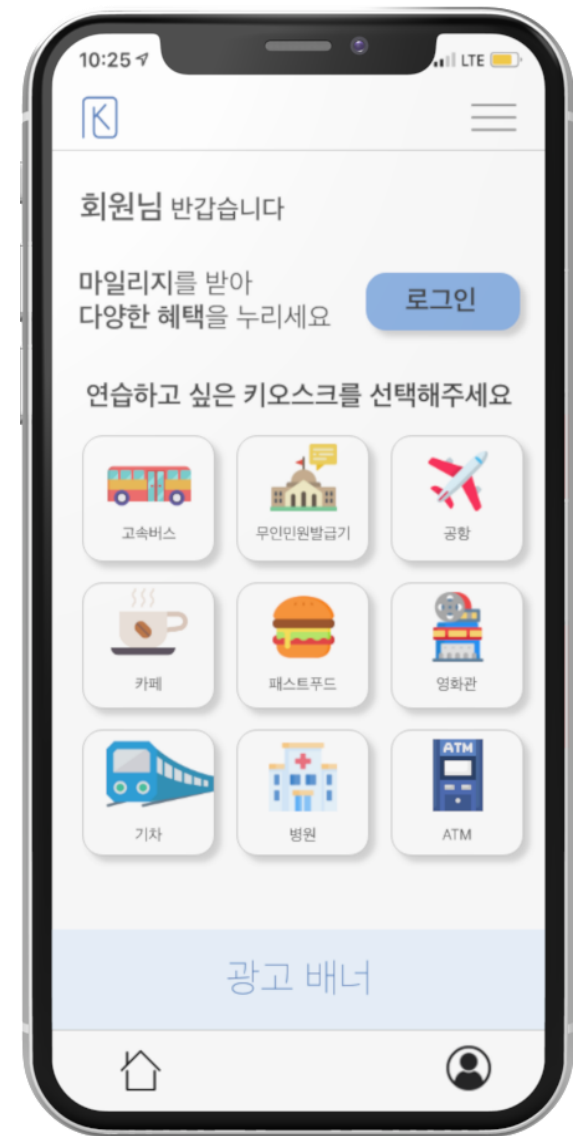 10:25
LTE
K
회원님 반갑습니다
마일리지를 받아
다양한 혜택을 누리세요
로그인
연습하고 싶은 키오스크를 선택해주세요
고속버스
무인민원발급기
공항
카페
패스트푸드
영화관
기차
병원
ATM
ATM
광고 배너